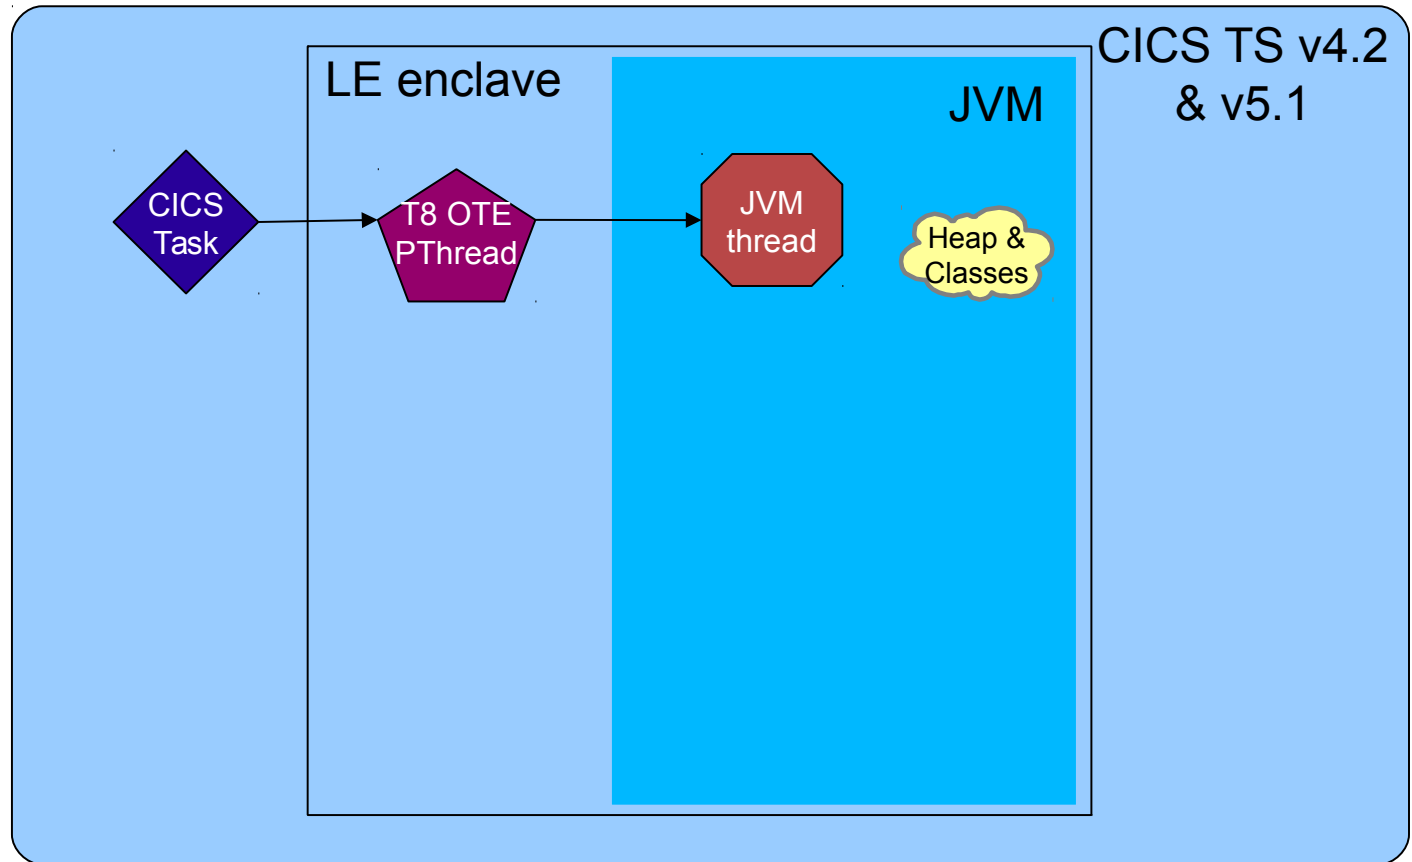 CICS TS v4.2
& v5.1
LE enclave
JVM
CICS
Task
T8 OTE
PThread
JVM
thread
Heap &
Classes